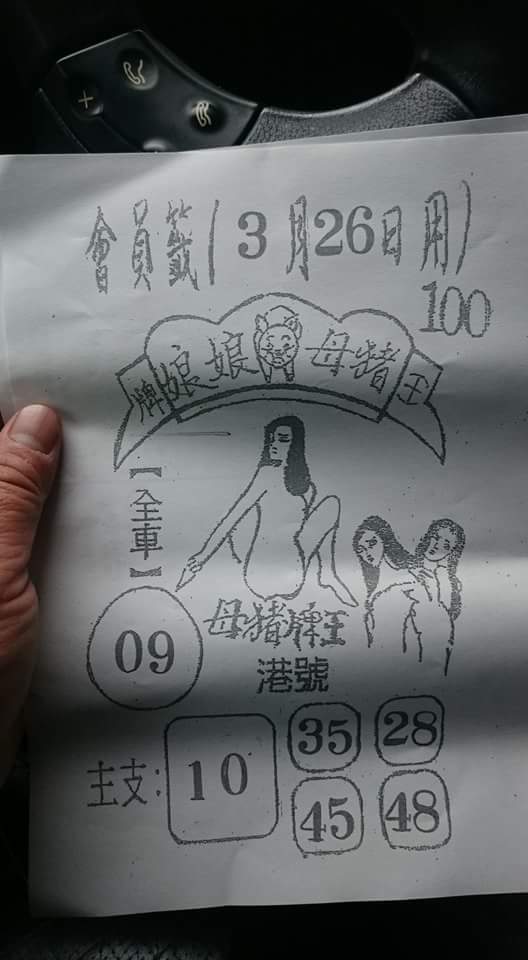 會員籤(3月26日用)
100
牌娘娘 母豬王
【全車】
09
母豬牌王
港號
主支:
10
35 28
45 48